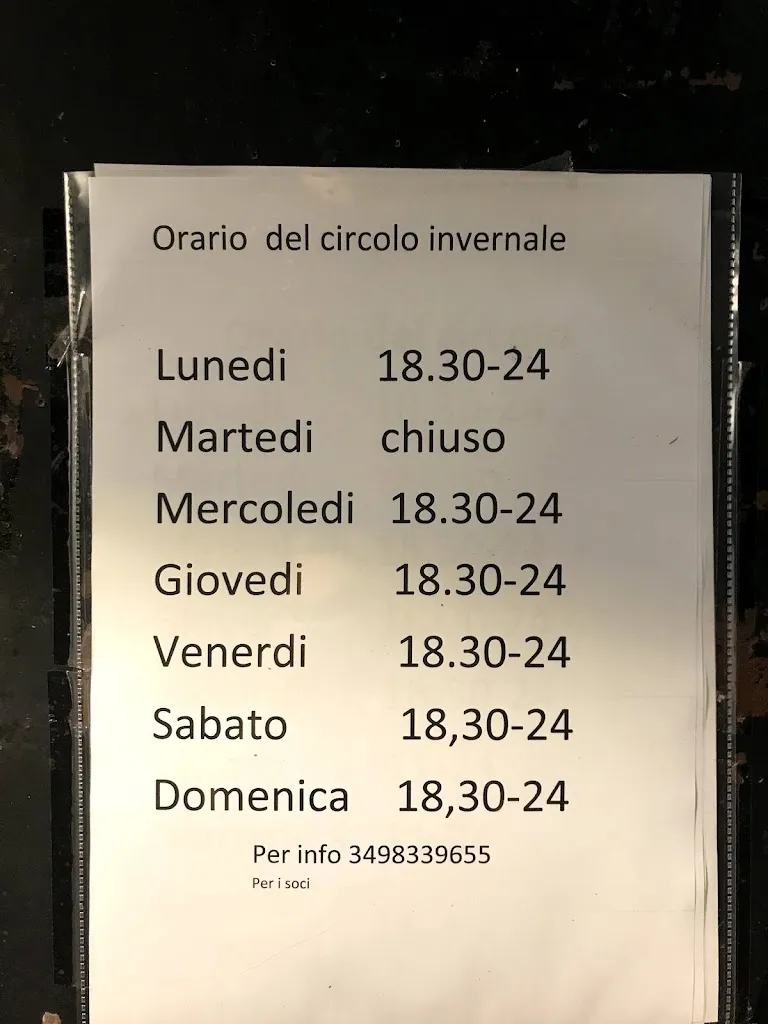 Orario del circolo invernale
Lunedi 18.30-24
Martedi chiuso
Mercoledi 18.30-24
Giovedi 18.30-24
Venerdi 18.30-24
Sabato 18,30-24
Domenica 18,30-24
Per info 3498339655
Per i soci